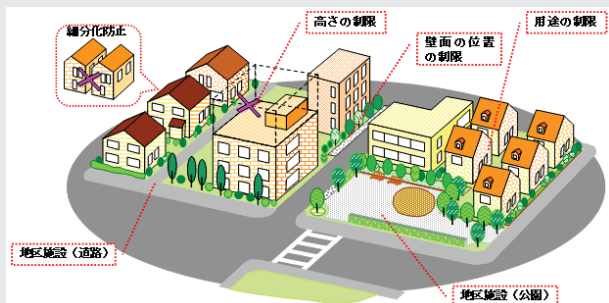 細分化防止
高さの制限
壁面の位置
の制限
用途の制限
地区施設（道路）
地区施設（公園）